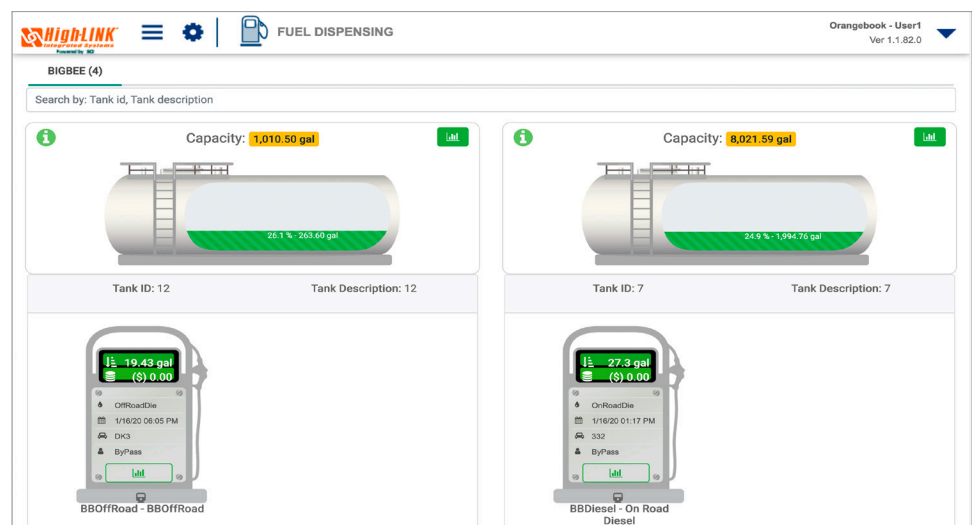 HighLINK
Integrated Systems
Powered by
FUEL DISPENSING
Orangebook - User1
Ver 1.1.82.0
BIGBEE (4)
Search by: Tank id, Tank description
Capacity: 1,010.50 gal
26.1 % - 263.60 gal
Tank ID: 12
Tank Description: 12
19.43 gal
($) 0.00
OffRoadDie
1/16/20 06:05 PM
DK3
ByPass
BBOffRoad - BBOffRoad
Capacity: 8,021.59 gal
24.9 % - 1,994.76 gal
Tank ID: 7
Tank Description: 7
27.3 gal
($) 0.00
OnRoadDie
1/16/20 01:17 PM
332
ByPass
BBDiesel - On Road
Diesel